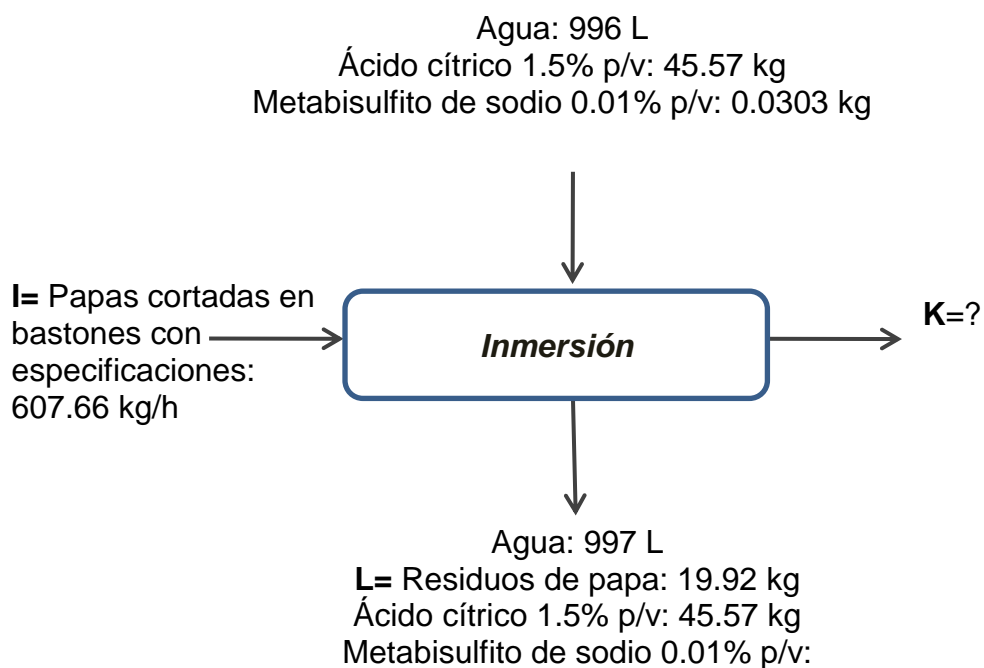 Agua: 996 L
Ácido cítrico 1.5% p/v: 45.57 kg
Metabisulfito de sodio 0.01% p/v: 0.0303 kg
I= Papas cortadas en
bastones con
especificaciones:
607.66 kg/h
Inmersión
K=?
Agua: 997 L
L= Residuos de papa: 19.92 kg
Ácido cítrico 1.5% p/v: 45.57 kg
Metabisulfito de sodio 0.01% p/v: